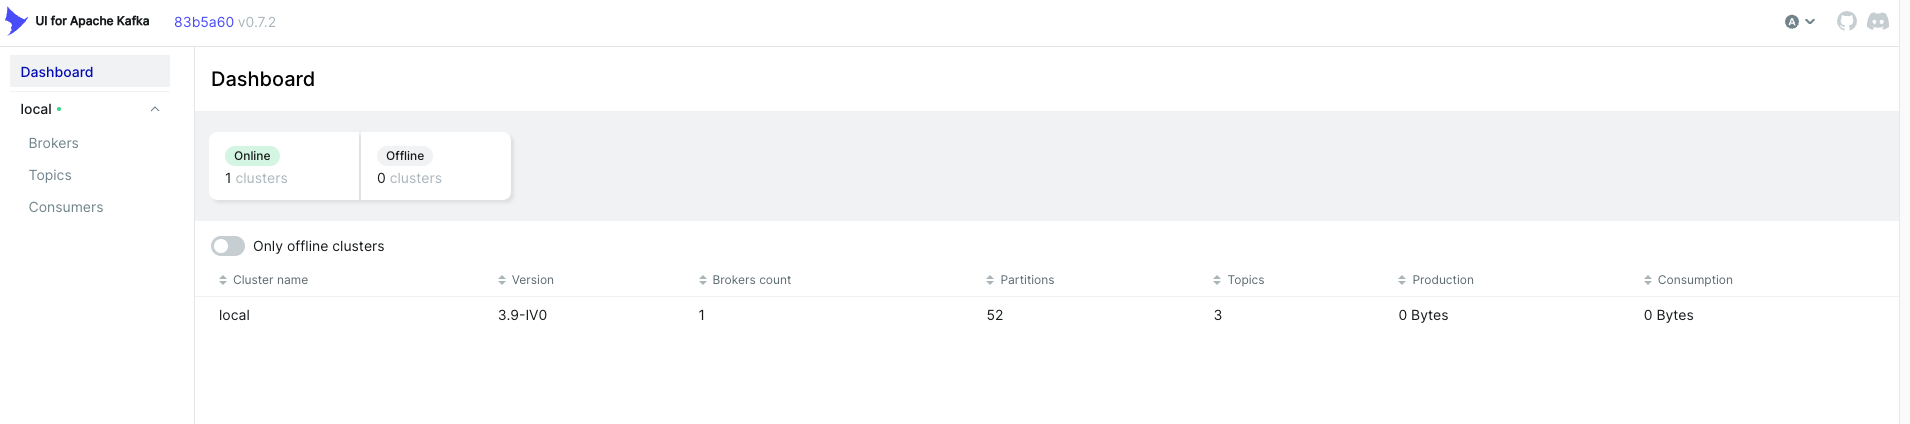 UI for Apache Kafka 83b5a60 v0.7.2 A
Dashboard
local
Brokers
Topics
Consumers
Dashboard
Online
1 clusters
Offline
0 clusters
Only offline clusters
Cluster name Version Brokers count Partitions Topics Production Consumption
local 3.9-IV0 1 52 3 0 Bytes 0 Bytes